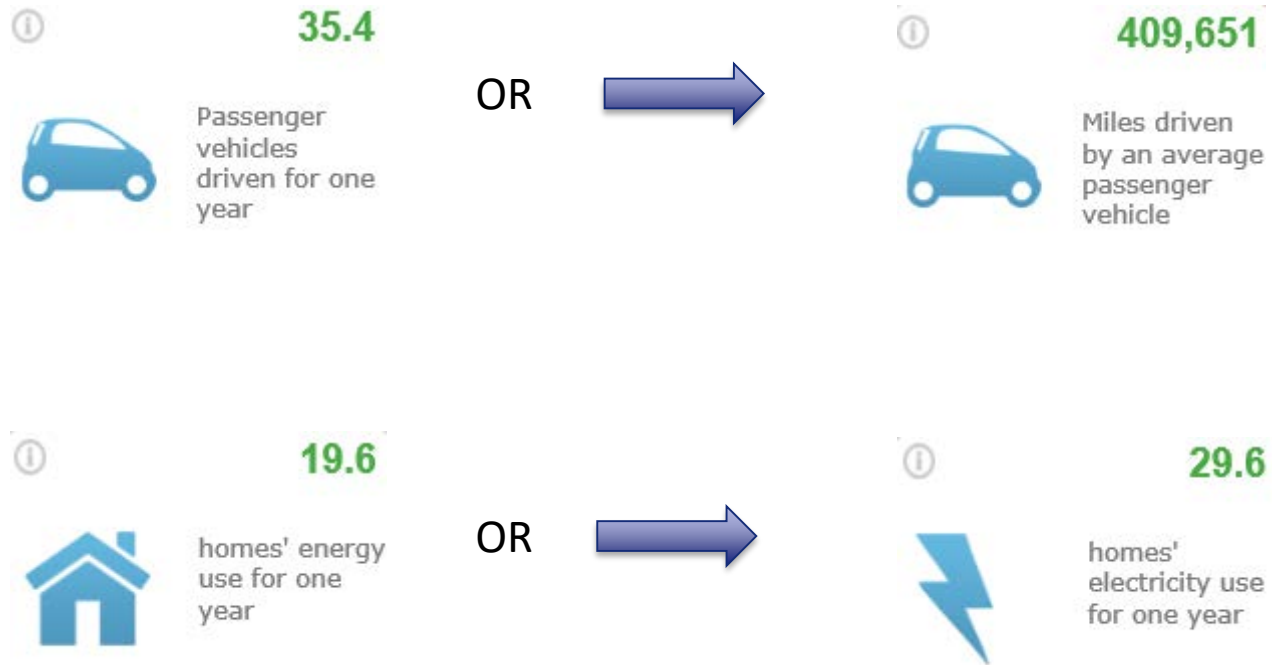 35.4
Passenger
vehicles
driven for one
year
OR
409,651
Miles driven
by an average
passenger
vehicle
19.6
homes' energy
use for one
year
OR
29.6
homes'
electricity use
for one year